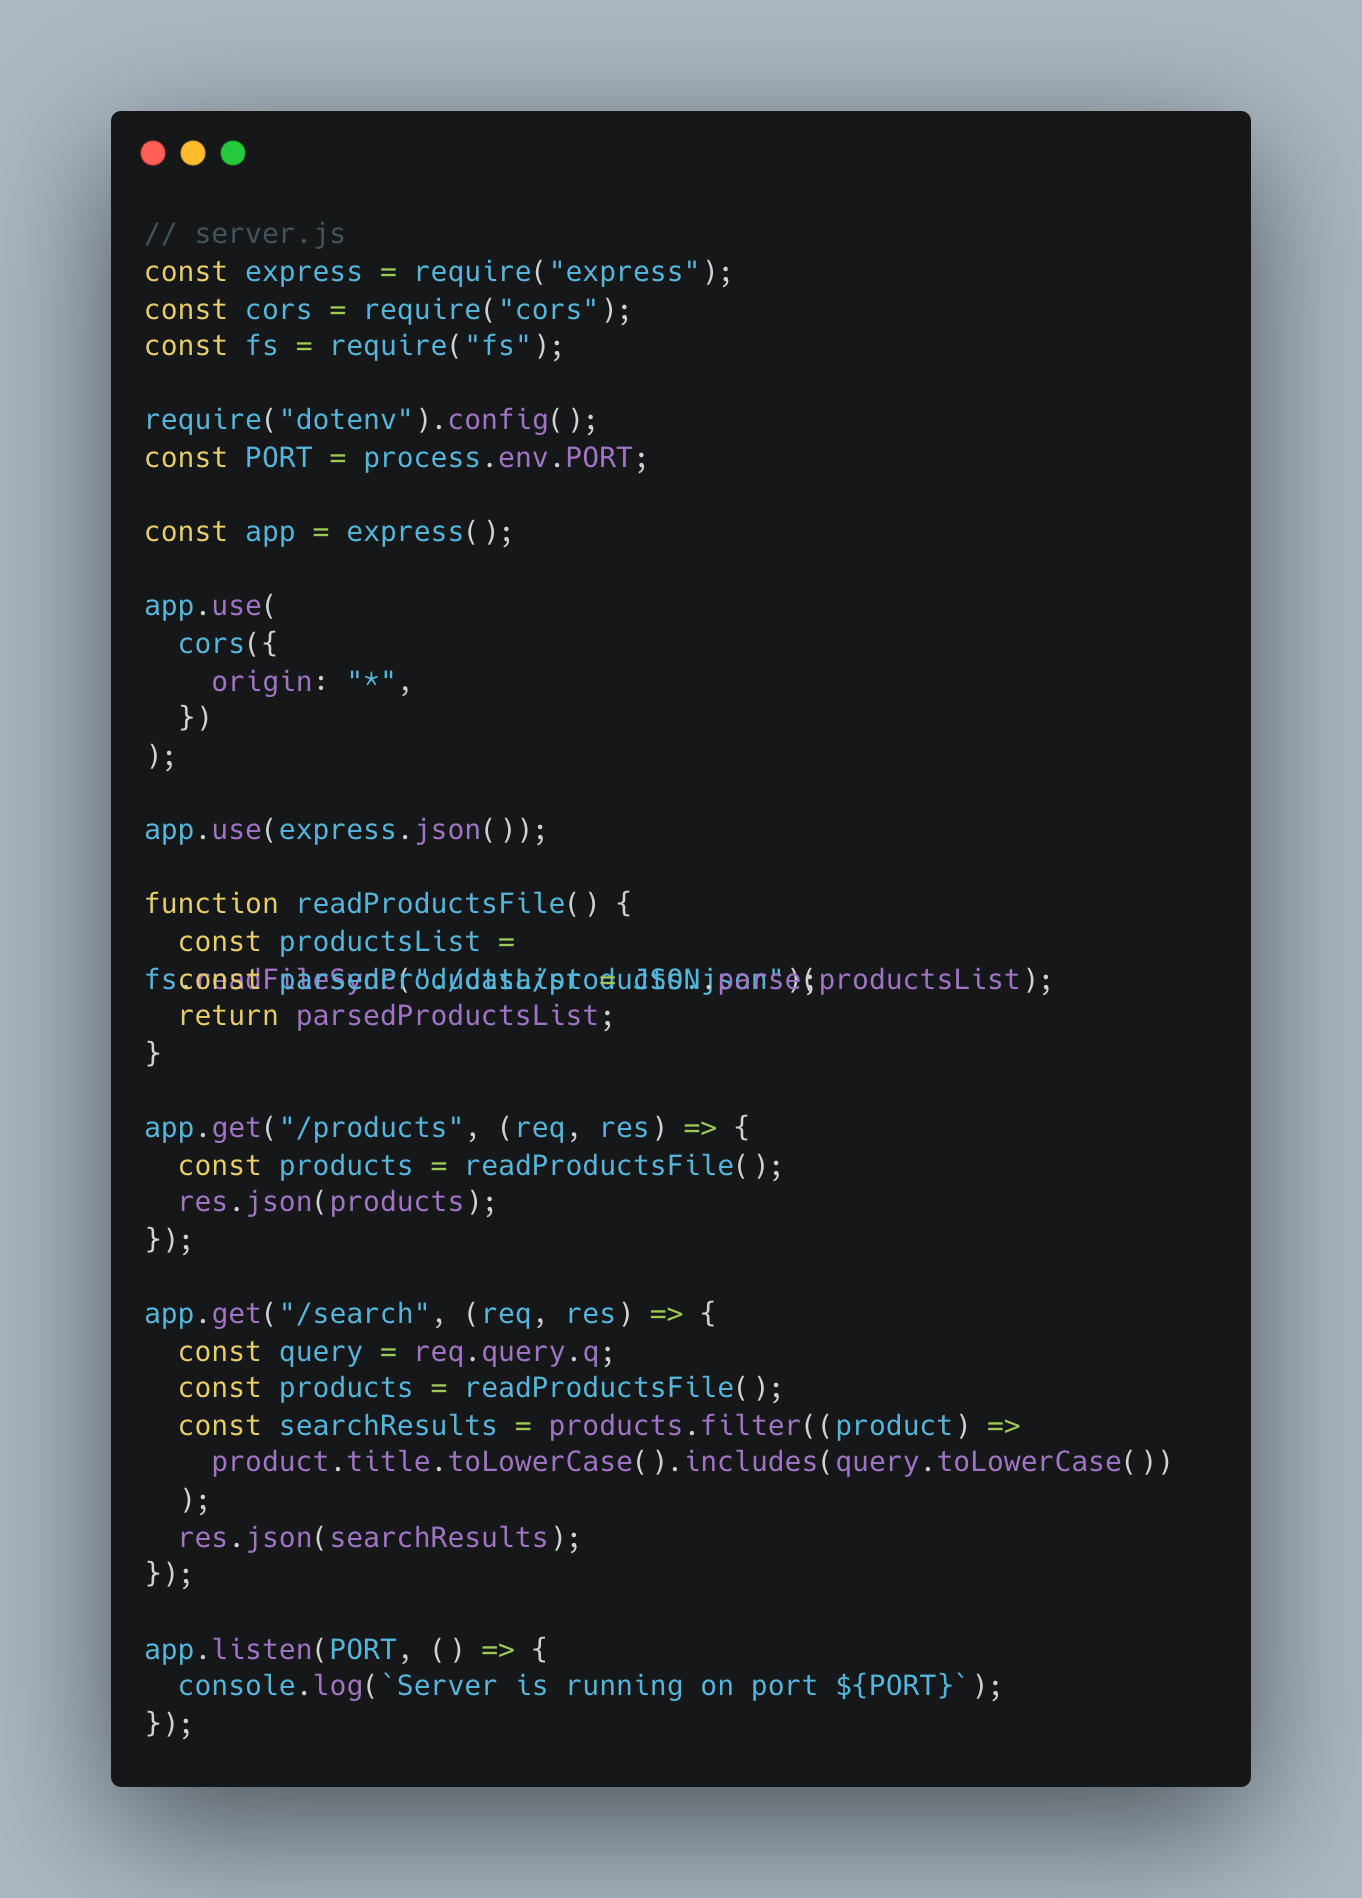 // server.js
const express = require("express");
const cors = require("cors");
const fs = require("fs");
require("dotenv").config();
const PORT = process.env.PORT;
const app = express();
app.use(
  cors({
    origin: "*",
  })
);
app.use(express.json());
function readProductsFile() {
  const productsList =
fs.readFileSync("./data/products.json");
  const parsedProductsList = JSON.parse(productsList);
  return parsedProductsList;
}
app.get("/products", (req, res) => {
  const products = readProductsFile();
  res.json(products);
});
app.get("/search", (req, res) => {
  const query = req.query.q;
  const products = readProductsFile();
  const searchResults = products.filter((product) =>
    product.title.toLowerCase().includes(query.toLowerCase())
  );
  res.json(searchResults);
});
app.listen(PORT, () => {
  console.log(`Server is running on port ${PORT}`);
});